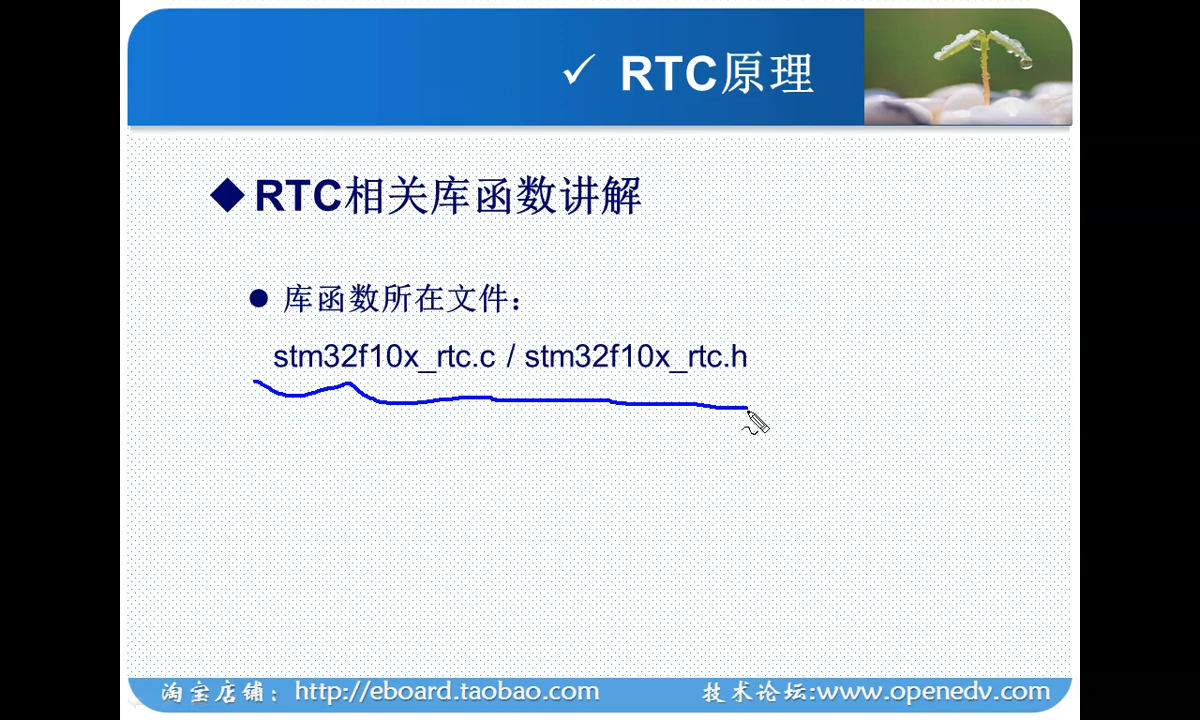 ✓ RTC原理
◆ RTC相关库函数讲解
● 库函数所在文件：
stm32f10x_rtc.c / stm32f10x_rtc.h
淘宝店铺：http://eboard.taobao.com
技术论坛:www.openedv.com